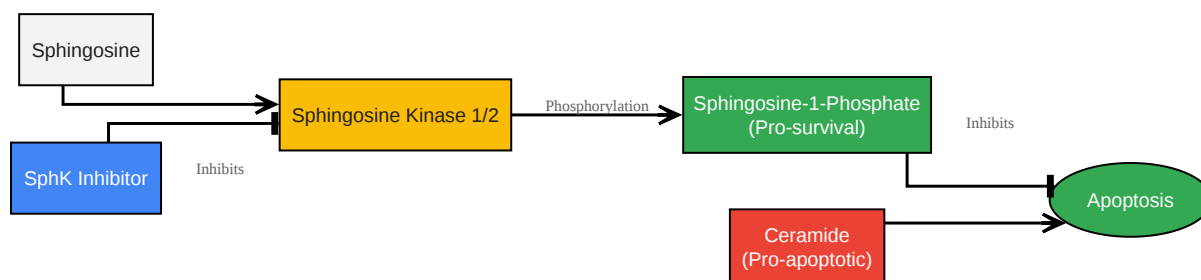 Sphingosine
SphK Inhibitor
Inhibits
Sphingosine Kinase 1/2
Phosphorylation
Sphingosine-1-Phosphate
(Pro-survival)
Inhibits
Ceramide
(Pro-apoptotic)
Apoptosis